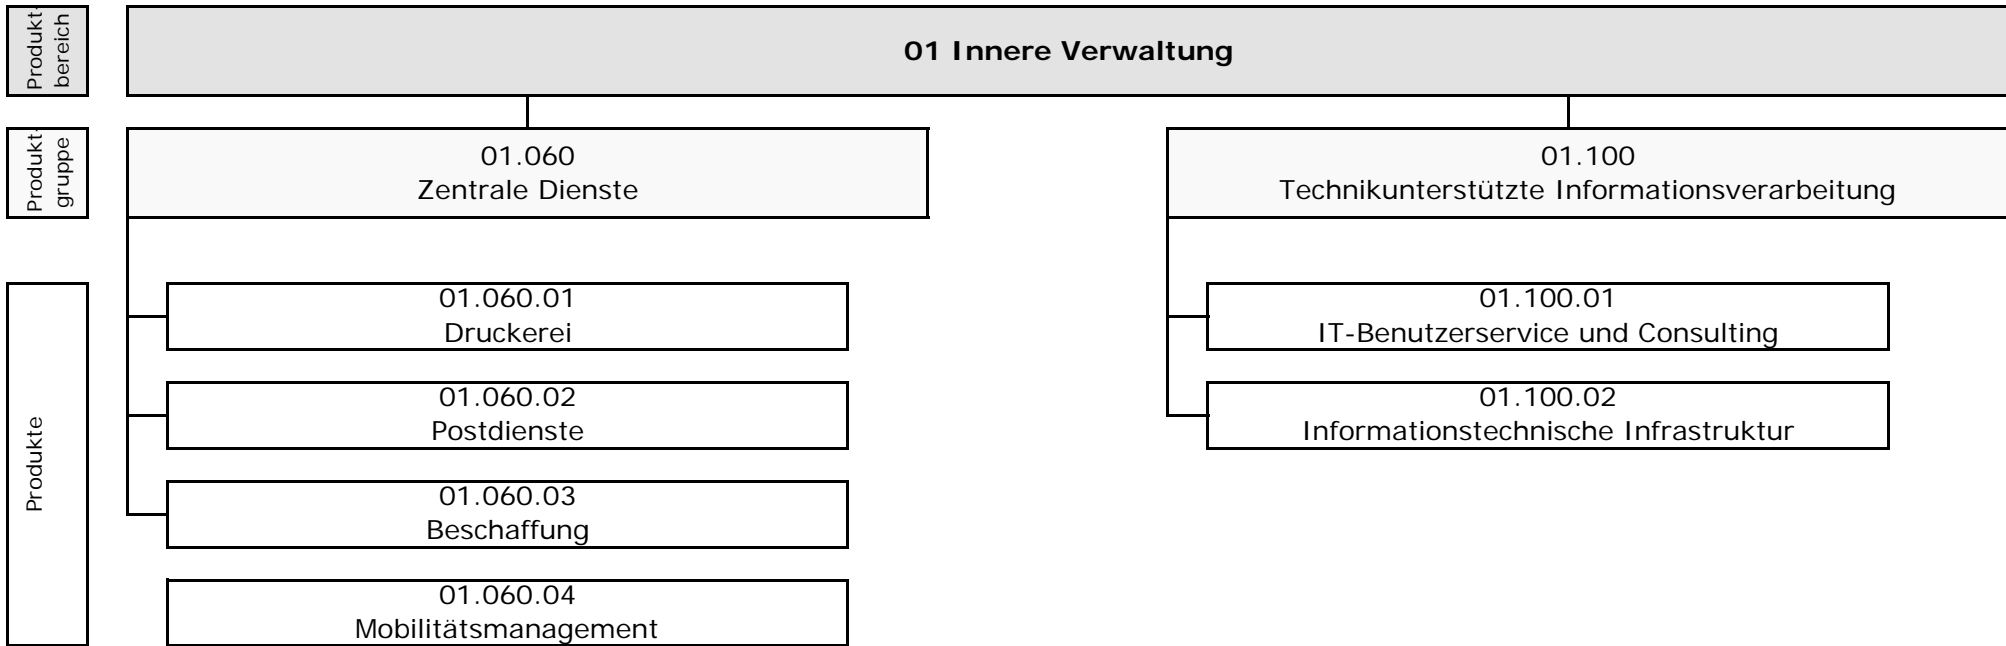 Produkt-
bereich
01 Innere Verwaltung
Produkt-
gruppe
01.060
Zentrale Dienste
01.100
Technikunterstützte Informationsverarbeitung
Produkte
01.060.01
Druckerei
01.060.02
Postdienste
01.060.03
Beschaffung
01.060.04
Mobilitätsmanagement
01.100.01
IT-Benutzerservice und Consulting
01.100.02
Informationstechnische Infrastruktur